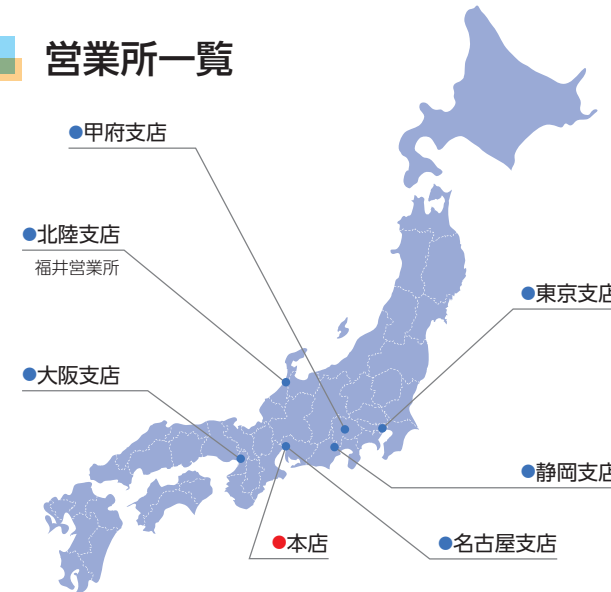 営業所一覧
●甲府支店
●北陸支店
福井営業所
●東京支店
●大阪支店
●静岡支店
●本店
●名古屋支店